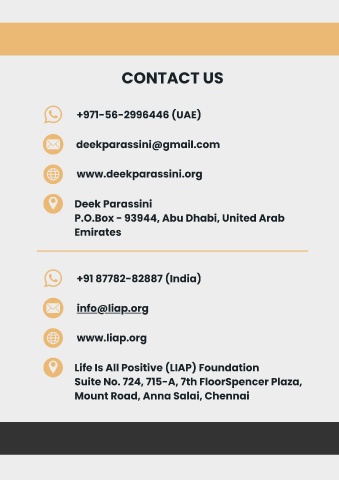 CONTACT US
+971-56-2996446 (UAE)
deekparassini@gmail.com
www.deekparassini.org
Deek Parassini
P.O.Box - 93944, Abu Dhabi, United Arab
Emirates
+91 87782-82887 (India)
info@liap.org
www.liap.org
Life Is All Positive (LIAP) Foundation
Suite No. 724, 715-A, 7th FloorSpencer Plaza,
Mount Road, Anna Salai, Chennai